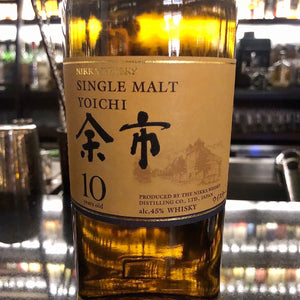 NIKKA WHISKY
SINGLE MALT
YOICHI
余市
10
years old
PRODUCED BY THE NIKKA WHISKY
DISTILLING CO., LTD., JAPAN
alc.45% WHISKY